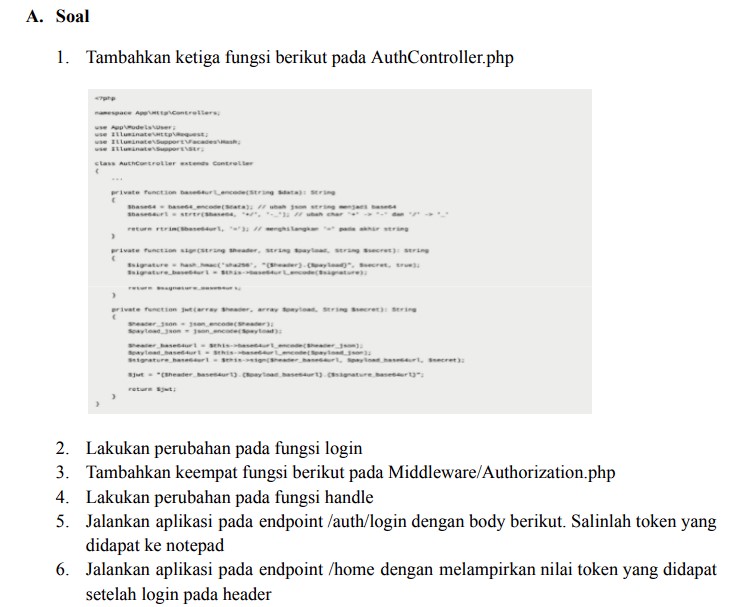 A. Soal
1. Tambahkan ketiga fungsi berikut pada AuthController.php
<?php
namespace App\Http\Controllers;
use App\Models\User;
use Illuminate\Http\Request;
use Illuminate\Support\Facades\Hash;
use Illuminate\Support\Str;
class AuthController extends Controller
{
...
private function base64url_encode(String $data): String
{
$base64 = base64_encode($data); // ubah json string menjadi base64
$base64url = strtr($base64, '+/', '-_'); // ubah char '+' -> '-' dan '/' -> '_'
return rtrim($base64url, '='); // menghilangkan '=' pada akhir string
}
private function sign(String $header, String $payload, String $secret): String
{
$signature = hash_hmac('sha256', "{$header}.{$payload}", $secret, true);
$signature_base64url = $this->base64url_encode($signature);
return $signature_base64url;
}
private function jwt(array $header, array $payload, String $secret): String
{
$header_json = json_encode($header);
$payload_json = json_encode($payload);
$header_base64url = $this->base64url_encode($header_json);
$payload_base64url = $this->base64url_encode($payload_json);
$signature_base64url = $this->sign($header_base64url, $payload_base64url, $secret);
$jwt = "{$header_base64url}.{$payload_base64url}.{$signature_base64url}";
return $jwt;
}
}
2. Lakukan perubahan pada fungsi login
3. Tambahkan keempat fungsi berikut pada Middleware/Authorization.php
4. Lakukan perubahan pada fungsi handle
5. Jalankan aplikasi pada endpoint /auth/login dengan body berikut. Salinlah token yang
didapat ke notepad
6. Jalankan aplikasi pada endpoint /home dengan melampirkan nilai token yang didapat
setelah login pada header